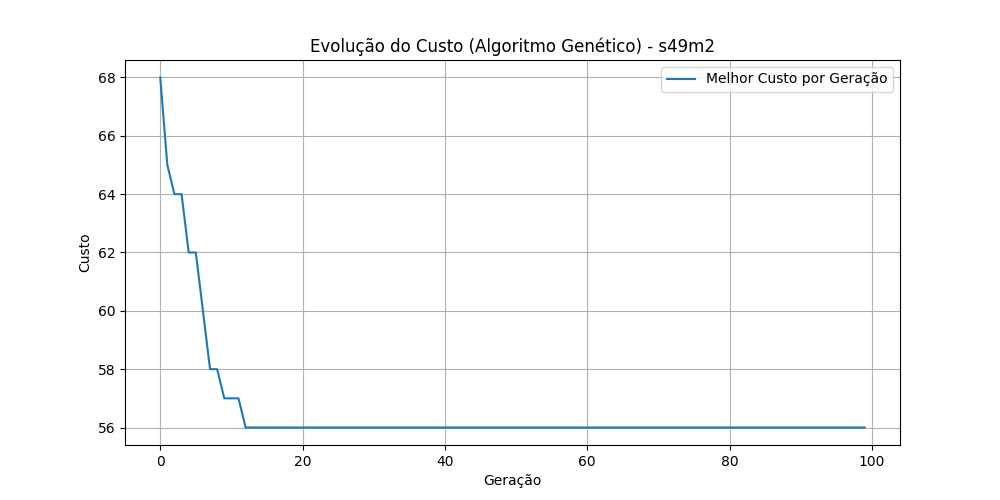 Evolução do Custo (Algoritmo Genético) - s49m2
Melhor Custo por Geração
68
66
64
62
60
58
56
Custo
0 20 40 60 80 100
Geração